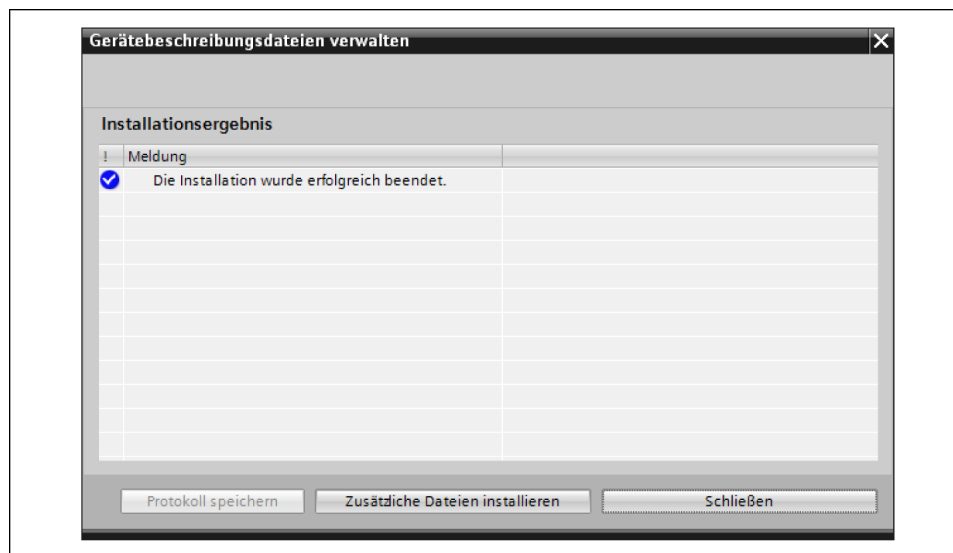 Gerätebeschreibungsdateien verwalten
Installationsergebnis
! Meldung
Die Installation wurde erfolgreich beendet.
Protokoll speichern Zusätzliche Dateien installieren Schließen